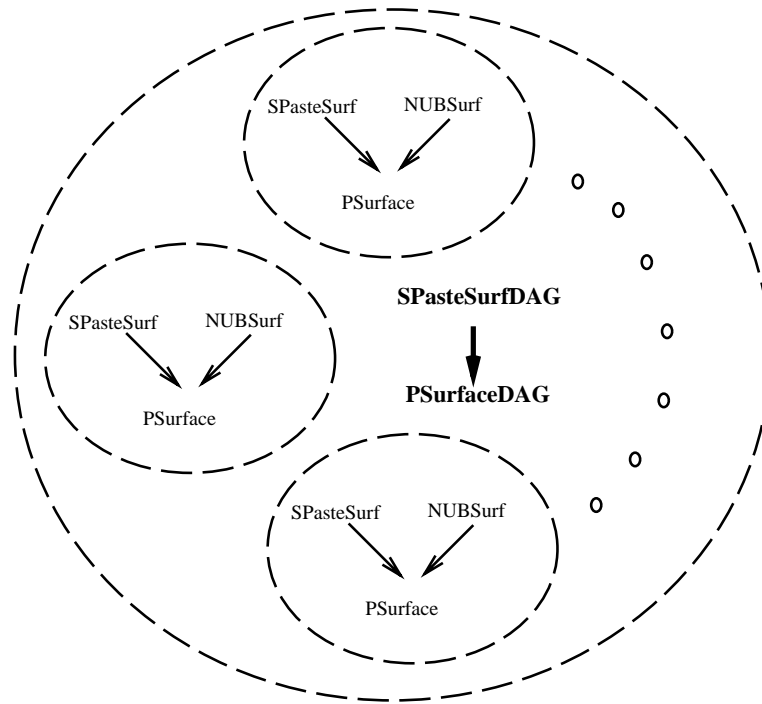 SPasteSurf NUBSurf
PSurface
SPasteSurfDAG
SPasteSurf NUBSurf
PSurfaceDAG
PSurface
SPasteSurf NUBSurf
PSurface